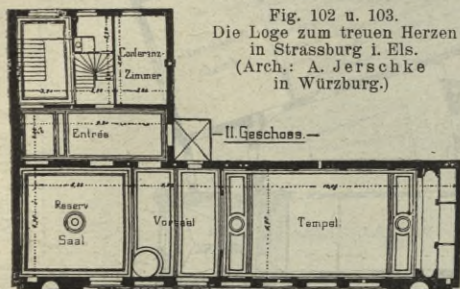 Fig. 102 u. 103.
Die Loge zum treuen Herzen
in Strassburg i. Els.
(Arch.: A. Jerschke
in Würzburg.)
Conferenz-
Zimmer
Entrée
II. Geschoss.
Reserv
Saal
Vorsaal
Tempel.